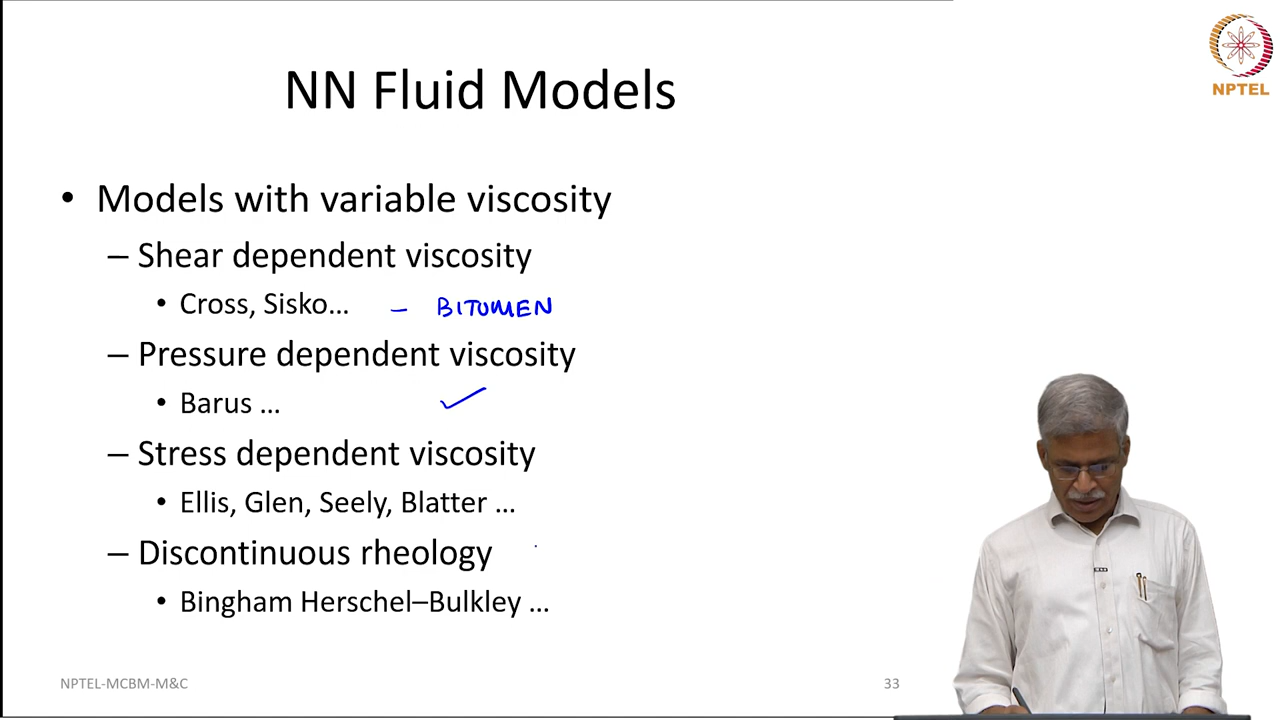 NN Fluid Models
NPTEL
• Models with variable viscosity
– Shear dependent viscosity
• Cross, Sisko... – BITUMEN
– Pressure dependent viscosity
• Barus ...
– Stress dependent viscosity
• Ellis, Glen, Seely, Blatter ...
– Discontinuous rheology
• Bingham Herschel–Bulkley ...
NPTEL-MCBM-M&C
33